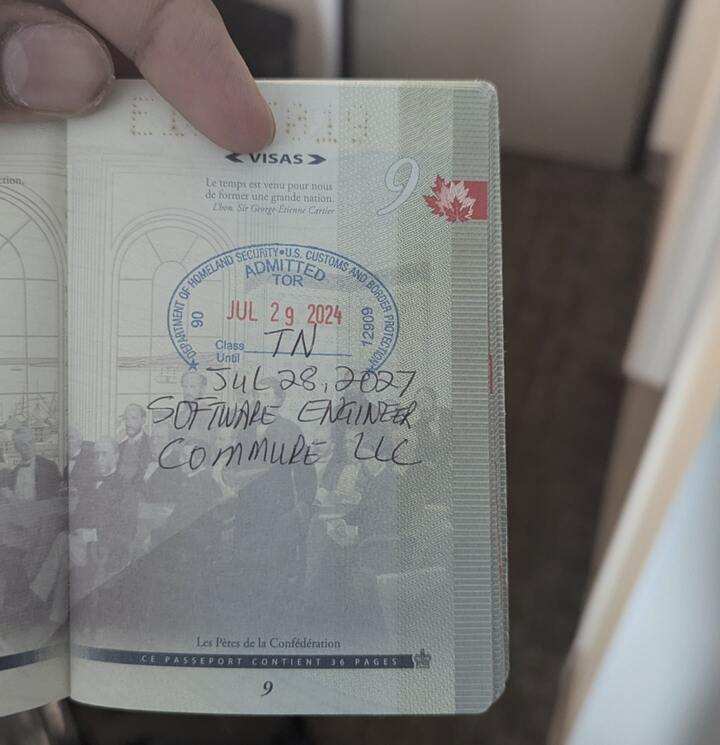 VISAS
Le temps est venu pour nous
de former une grande nation.
L'hon. Sir George-Étienne Cartier
9
DEPARTMENT OF HOMELAND SECURITY • U.S. CUSTOMS AND BORDER PROTECTION
ADMITTED
TOR
90 JUL 29 2024 12909
Class TN
Until
JUL 28, 2027
SOFTWARE ENGINEER
COMMURE LLC
Les Pères de la Confédération
CE PASSEPORT CONTIENT 36 PAGES
9